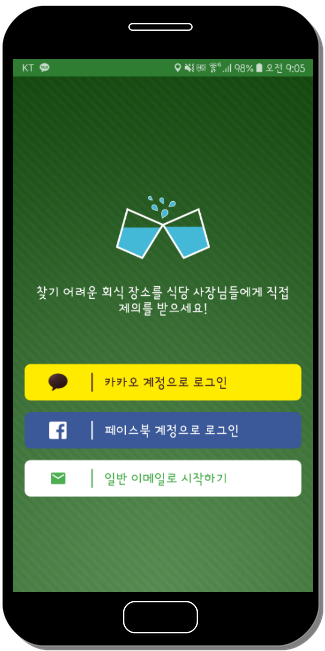 KT 98% 오전 9:05
찾기 어려운 회식 장소를 식당 사장님들에게 직접
제의를 받으세요!
카카오 계정으로 로그인
페이스북 계정으로 로그인
일반 이메일로 시작하기